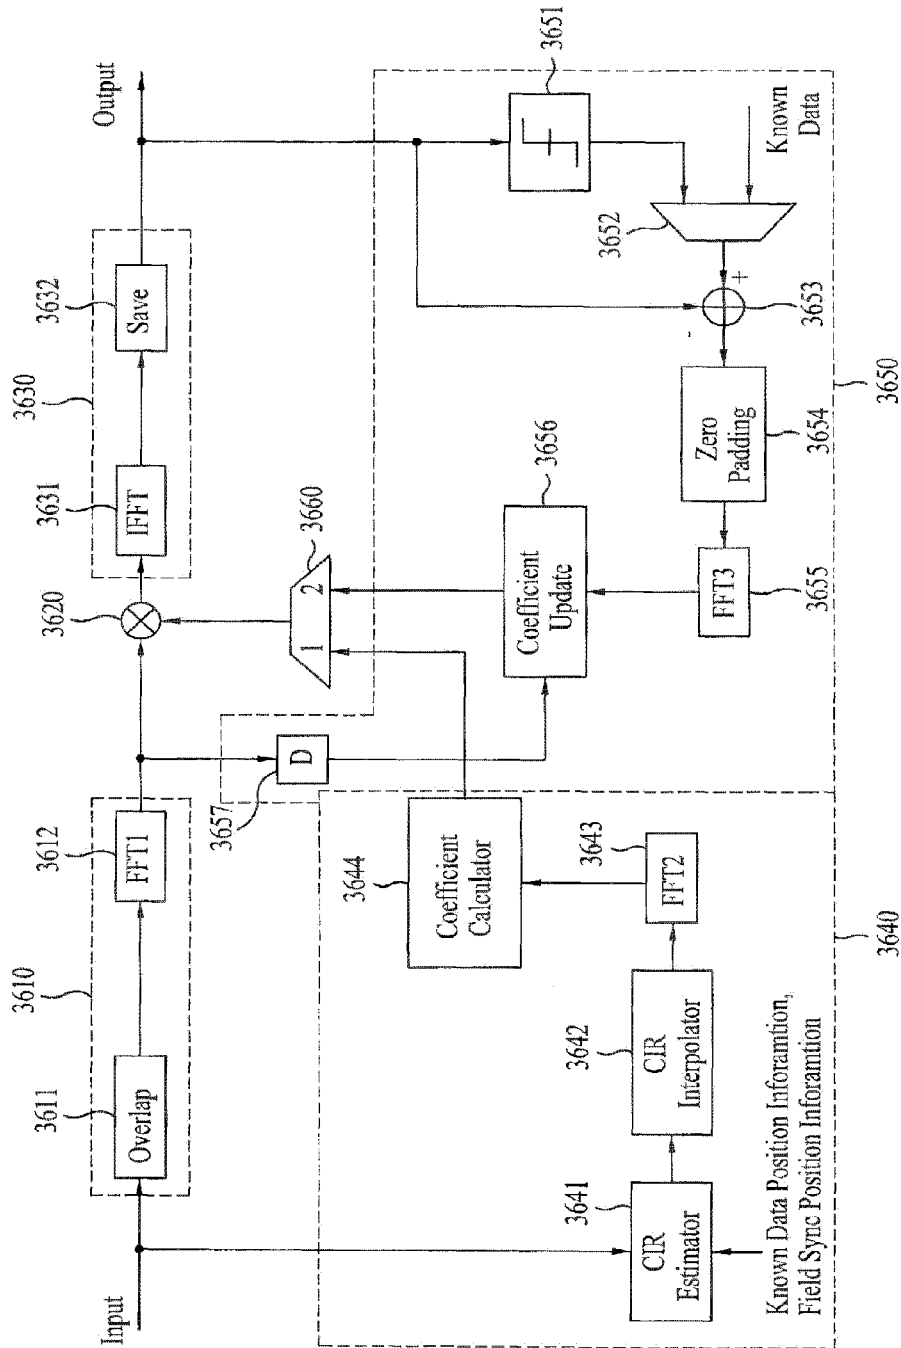 Input
3610
3611
Overlap
3612
FFT1
3620
3630
3631
IFFT
3632
Save
Output
3657
D
3660
1
2
3640
3641
CIR
Estimator
3642
CIR
Interpolator
3643
FFT2
3644
Coefficient
Calculator
Known Data Position Inforamtion,
Field Sync Position Inforamtion
3650
3651
3652
Known
Data
+
-
3653
3654
Zero
Padding
3655
FFT3
3656
Coefficient
Update